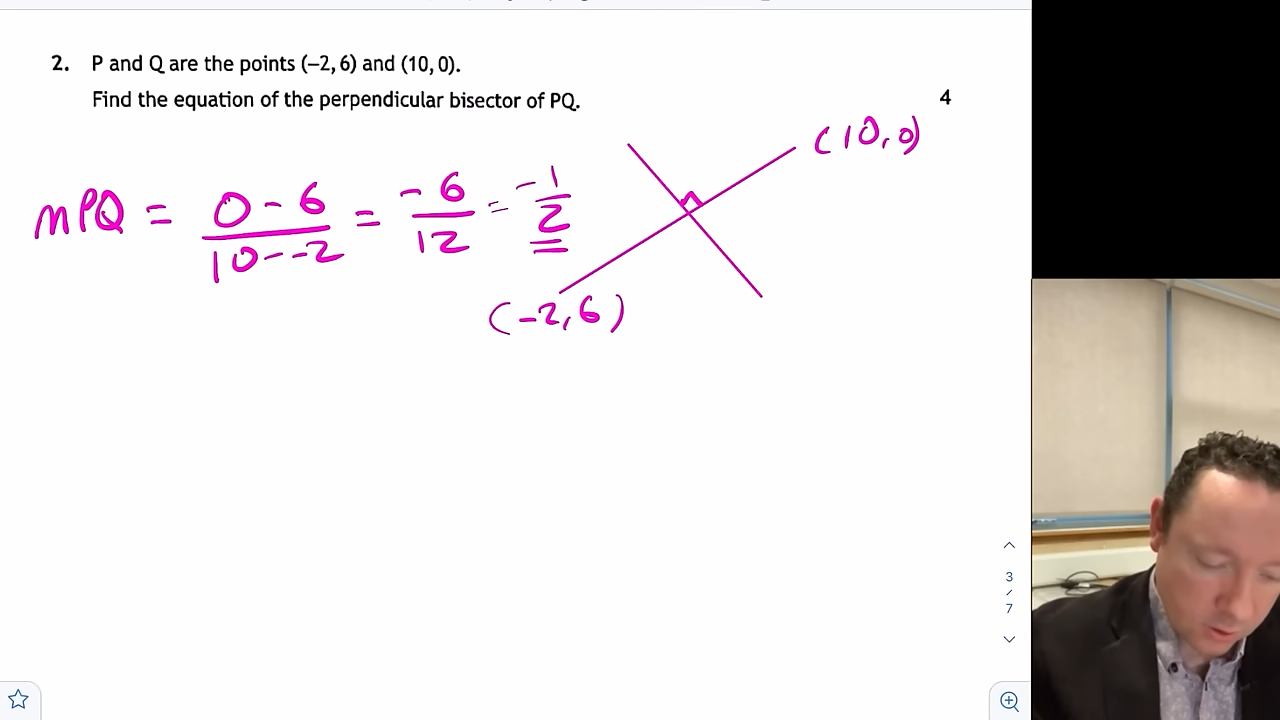 2. P and Q are the points (–2, 6) and (10, 0).
Find the equation of the perpendicular bisector of PQ.
4
(10, 0)
mPQ = 0 - 6 / 10 - -2 = -6 / 12 = -1 / 2
(-2, 6)
3
/
7